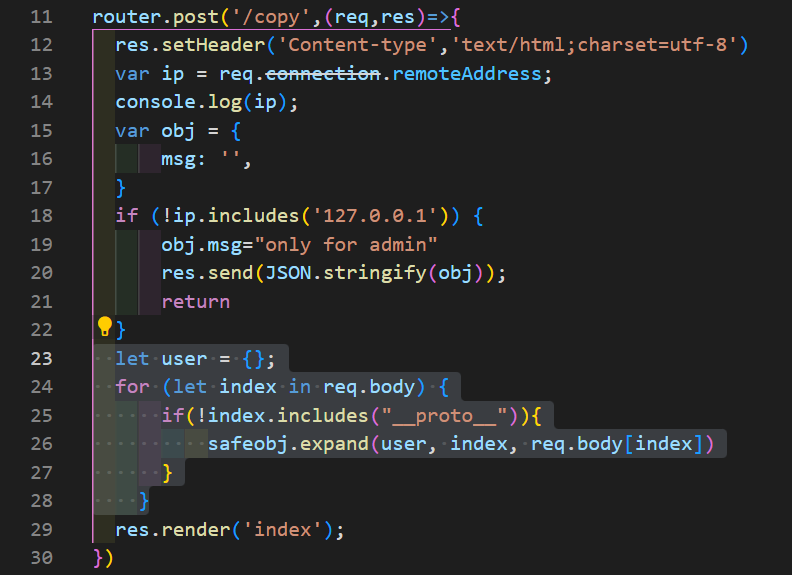 11 router.post('/copy',(req,res)=>{
12   res.setHeader('Content-type','text/html;charset=utf-8')
13   var ip = req.connection.remoteAddress;
14   console.log(ip);
15   var obj = {
16       msg: '',
17   }
18   if (!ip.includes('127.0.0.1')) {
19       obj.msg="only for admin"
20       res.send(JSON.stringify(obj));
21       return
22   }
23   let user = {};
24   for (let index in req.body) {
25       if(!index.includes("__proto__")){
26           safeobj.expand(user, index, req.body[index])
27       }
28     }
29   res.render('index');
30 })